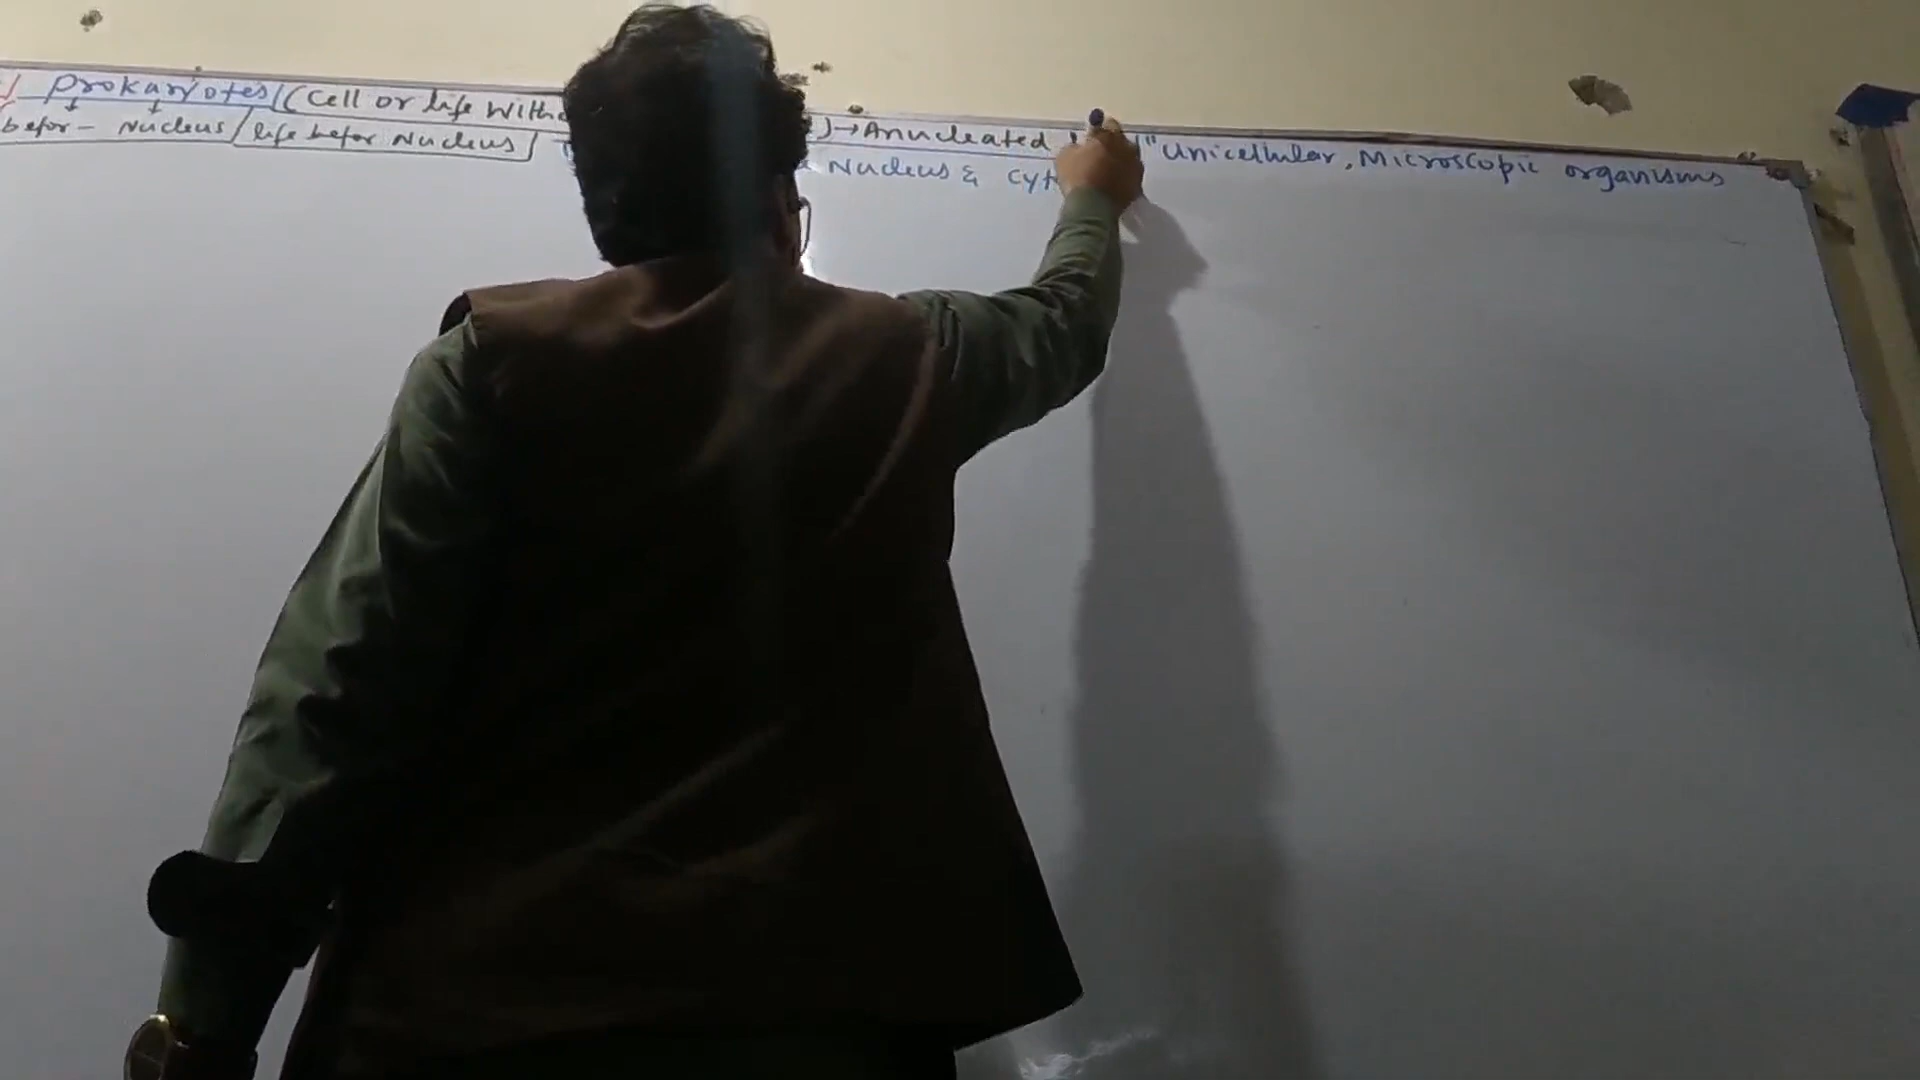 Prokaryotes/(Cell or life With ) → Anucleated "Unicellular, Microscopic organisms
befor - Nucleus/life befor Nucleus/ Nucleus & Cyt